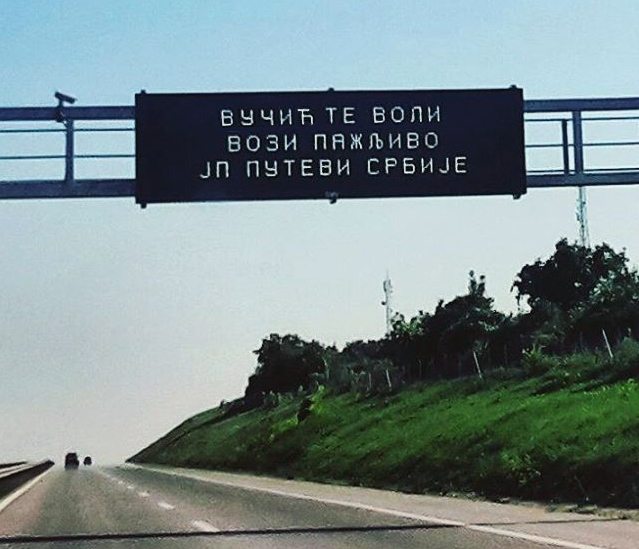 ВУЧИЋ ТЕ ВОЛИ
ВОЗИ ПАЖЉИВО
ЈП ПУТЕВИ СРБИЈЕ